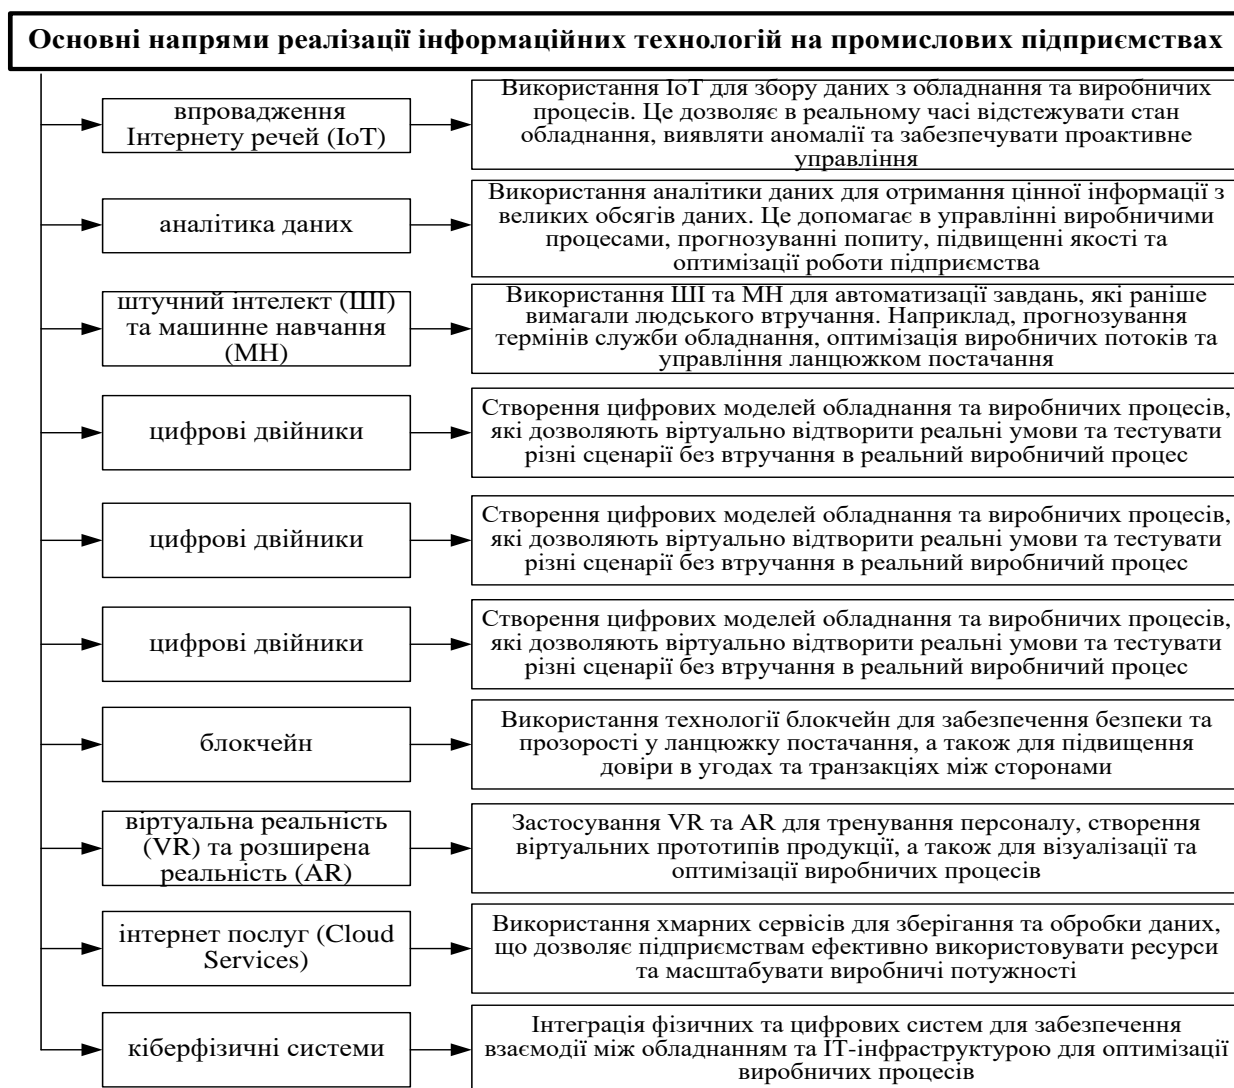 Основні напрями реалізації інформаційних технологій на промислових підприємствах
впровадження
Інтернету речей (IoT)
Використання IoT для збору даних з обладнання та виробничих
процесів. Це дозволяє в реальному часі відстежувати стан
обладнання, виявляти аномалії та забезпечувати проактивне
управління
аналітика даних
Використання аналітики даних для отримання цінної інформації з
великих обсягів даних. Це допомагає в управлінні виробничими
процесами, прогнозуванні попиту, підвищенні якості та
оптимізації роботи підприємства
штучний інтелект (ШІ)
та машинне навчання
(МН)
Використання ШІ та МН для автоматизації завдань, які раніше
вимагали людського втручання. Наприклад, прогнозування
термінів служби обладнання, оптимізація виробничих потоків та
управління ланцюжком постачання
цифрові двійники
Створення цифрових моделей обладнання та виробничих процесів,
які дозволяють віртуально відтворити реальні умови та тестувати
різні сценарії без втручання в реальний виробничий процес
цифрові двійники
Створення цифрових моделей обладнання та виробничих процесів,
які дозволяють віртуально відтворити реальні умови та тестувати
різні сценарії без втручання в реальний виробничий процес
цифрові двійники
Створення цифрових моделей обладнання та виробничих процесів,
які дозволяють віртуально відтворити реальні умови та тестувати
різні сценарії без втручання в реальний виробничий процес
блокчейн
Використання технології блокчейн для забезпечення безпеки та
прозорості у ланцюжку постачання, а також для підвищення
довіри в угодах та транзакціях між сторонами
віртуальна реальність
(VR) та розширена
реальність (AR)
Застосування VR та AR для тренування персоналу, створення
віртуальних прототипів продукції, а також для візуалізації та
оптимізації виробничих процесів
інтернет послуг (Cloud
Services)
Використання хмарних сервісів для зберігання та обробки даних,
що дозволяє підприємствам ефективно використовувати ресурси
та масштабувати виробничі потужності
кіберфізичні системи
Інтеграція фізичних та цифрових систем для забезпечення
взаємодії між обладнанням та ІТ-інфраструктурою для оптимізації
виробничих процесів